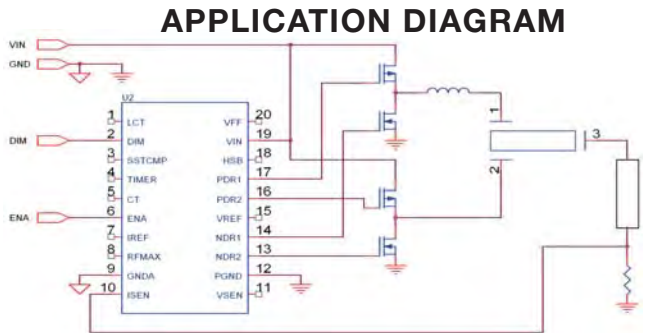 APPLICATION DIAGRAM
VIN
GND
U2
1 LCT VFF 20
DIM 2 DIM VIN 19
3 SSTCMP HSB 18
4 TIMER PDR1 17
5 CT PDR2 16
ENA 6 ENA VREF 15
7 IREF NDR1 14
8 RFMAX NDR2 13
9 GNDA PGND 12
10 ISEN VSEN 11
1
2
3